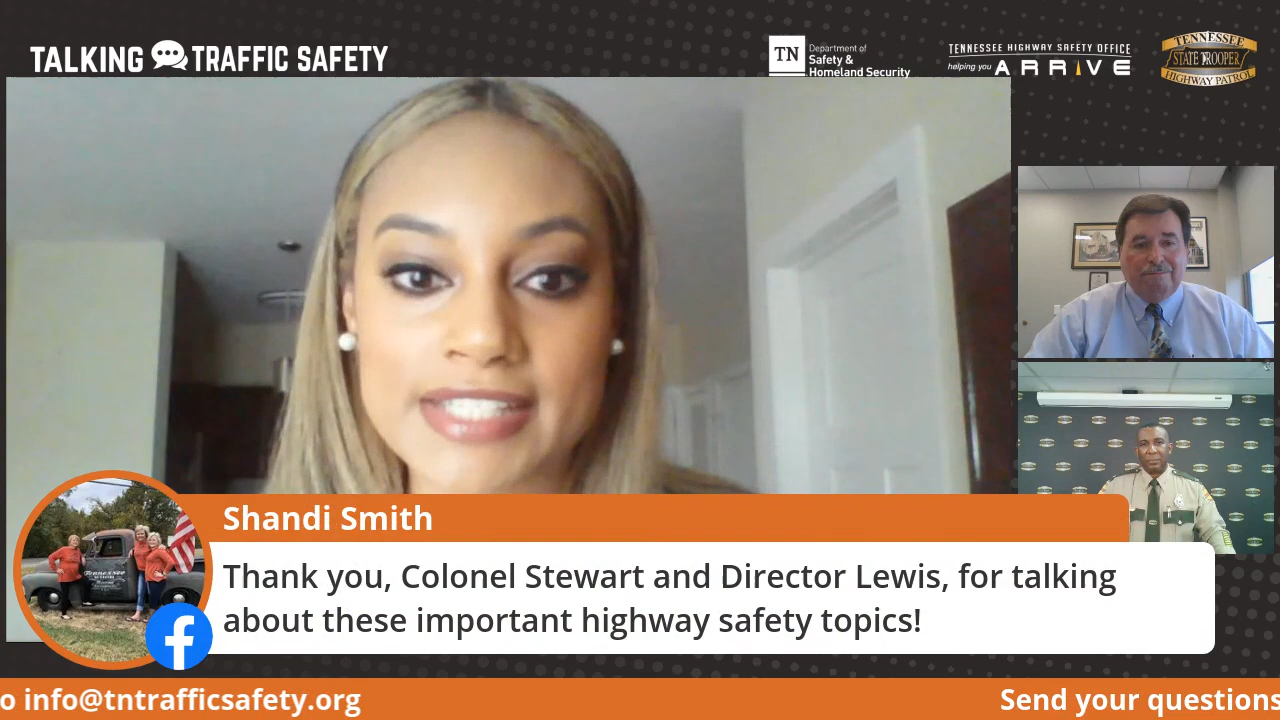 TALKING TRAFFIC SAFETY
TN
Department of
Safety &
Homeland Security
TENNESSEE HIGHWAY SAFETY OFFICE
helping you ARRIVE
TENNESSEE
STATE TROOPER
HIGHWAY PATROL
Shandi Smith
Thank you, Colonel Stewart and Director Lewis, for talking
about these important highway safety topics!
o info@tntrafficsafety.org
Send your questions